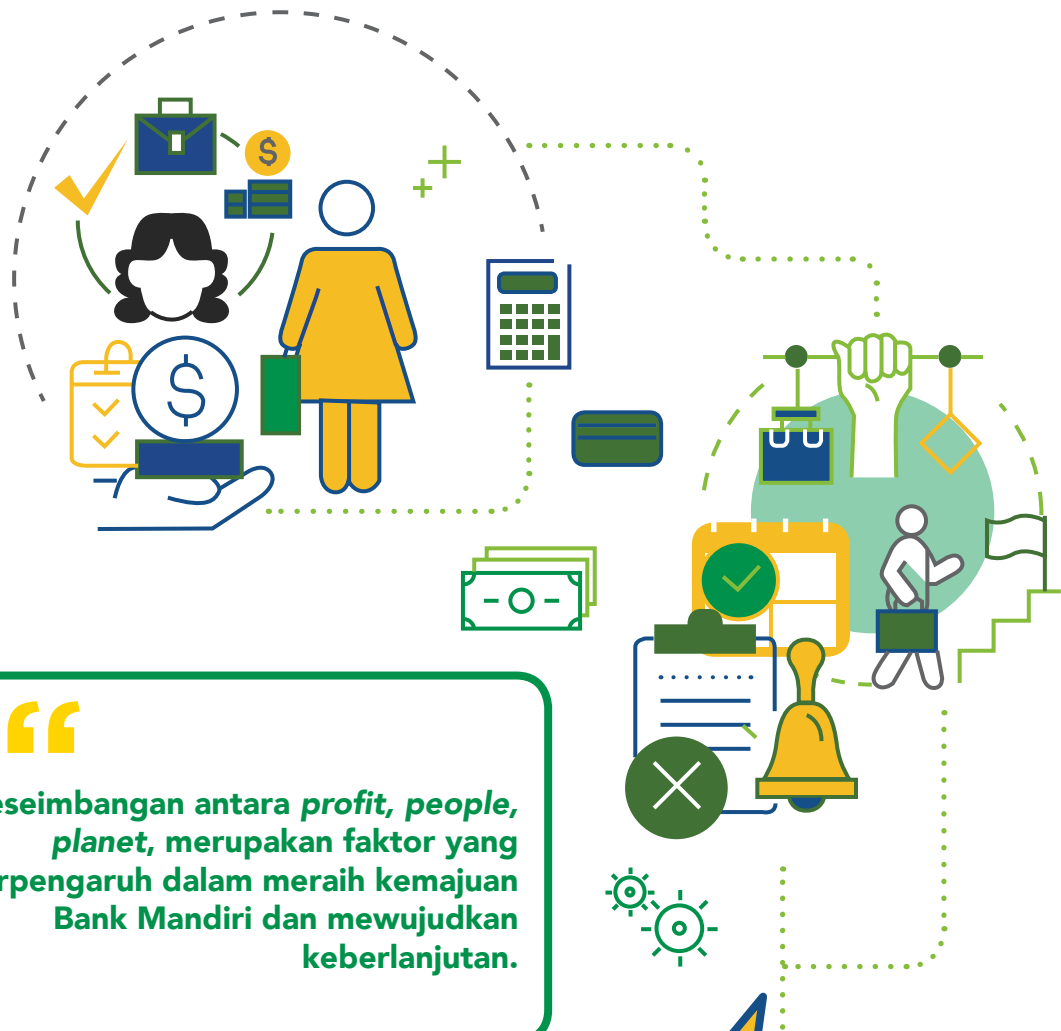 “
eseimbangan antara profit, people,
planet, merupakan faktor yang
rpengaruh dalam meraih kemajuan
Bank Mandiri dan mewujudkan
keberlanjutan.
$
$